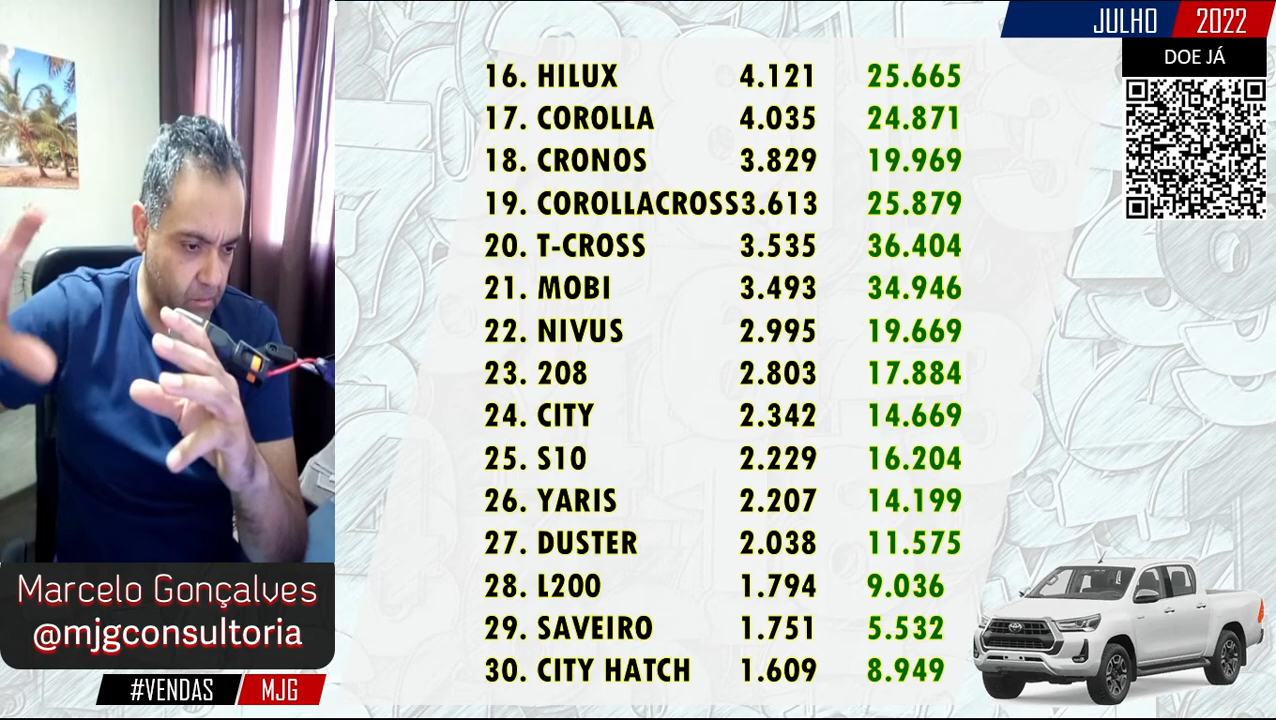 JULHO 2022
DOE JÁ
16. HILUX 4.121 25.665
17. COROLLA 4.035 24.871
18. CRONOS 3.829 19.969
19. COROLLACROSS 3.613 25.879
20. T-CROSS 3.535 36.404
21. MOBI 3.493 34.946
22. NIVUS 2.995 19.669
23. 208 2.803 17.884
24. CITY 2.342 14.669
25. S10 2.229 16.204
26. YARIS 2.207 14.199
27. DUSTER 2.038 11.575
28. L200 1.794 9.036
29. SAVEIRO 1.751 5.532
30. CITY HATCH 1.609 8.949
Marcelo Gonçalves
@mjgconsultoria
#VENDAS MJG